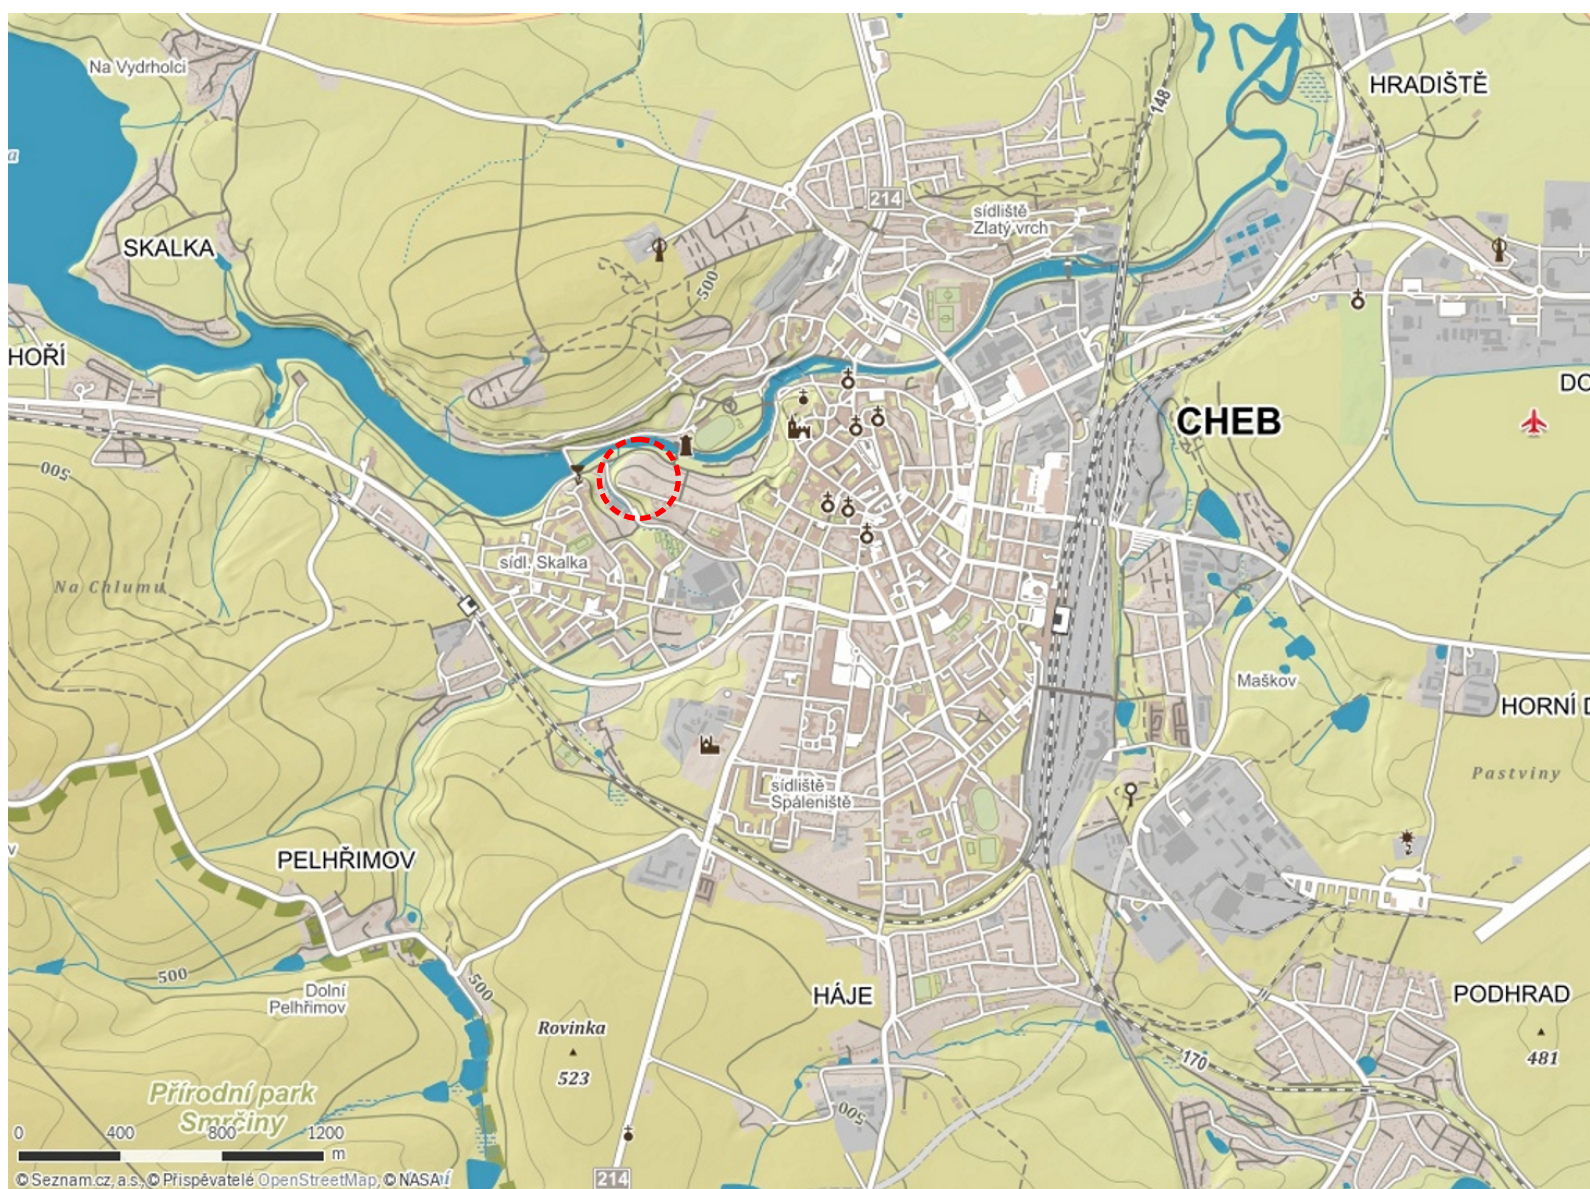 Na Vydrholci
148
HRADIŠTĚ
a
214
sídliště
Zlatý vrch
SKALKA
500
HOŘÍ
DO
CHEB
500
sídl. Skalka
Na Chlumu
Maškov
HORNÍ D
Pastviny
sídliště
Spáleniště
v
PELHŘIMOV
500
500
Dolní
Pelhřimov
HÁJE
PODHRAD
Rovinka
523
170
481
Přírodní park
Smrčiny
500
0 400 800 1200
m
214
© Seznam.cz, a.s., © Přispěvatelé OpenStreetMap, © NASA
ní